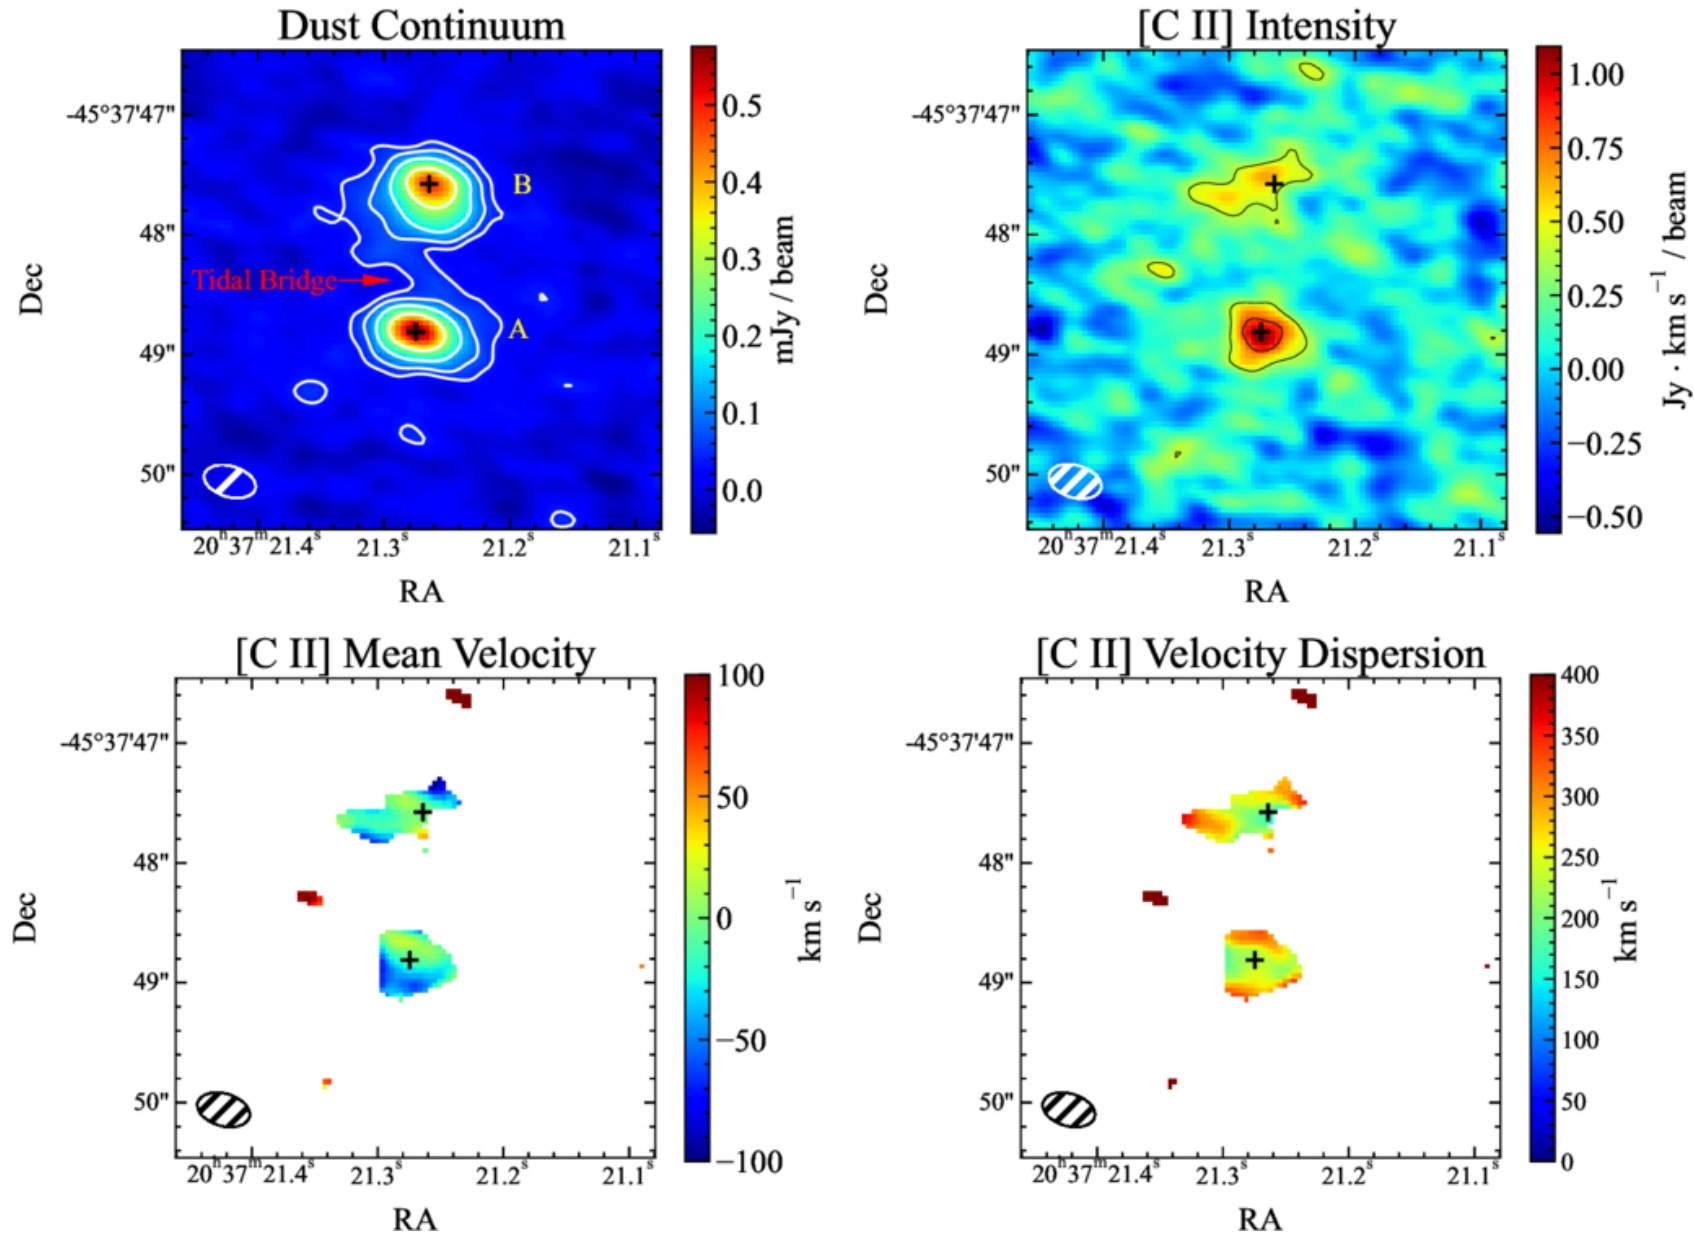 Dust Continuum
-45°37'47"
48"
49"
50"
Dec
B
Tidal Bridge
A
20ʰ37ᵐ21.4ˢ 21.3ˢ 21.2ˢ 21.1ˢ
RA
0.5
0.4
0.3
0.2
0.1
0.0
mJy / beam
[C II] Intensity
-45°37'47"
48"
49"
50"
Dec
20ʰ37ᵐ21.4ˢ 21.3ˢ 21.2ˢ 21.1ˢ
RA
1.00
0.75
0.50
0.25
0.00
−0.25
−0.50
Jy · km s⁻¹ / beam
[C II] Mean Velocity
-45°37'47"
48"
49"
50"
Dec
20ʰ37ᵐ21.4ˢ 21.3ˢ 21.2ˢ 21.1ˢ
RA
100
50
0
−50
−100
km s⁻¹
[C II] Velocity Dispersion
-45°37'47"
48"
49"
50"
Dec
20ʰ37ᵐ21.4ˢ 21.3ˢ 21.2ˢ 21.1ˢ
RA
400
350
300
250
200
150
100
50
0
km s⁻¹